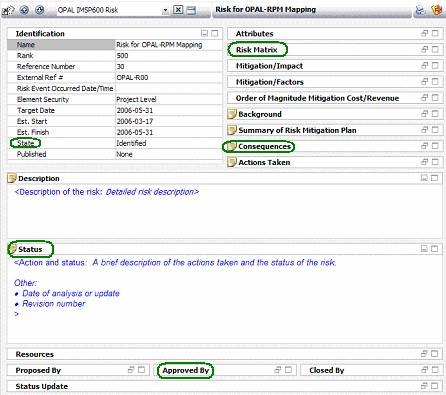 OPAL IMSP600 Risk
Risk for OPAL-RPM Mapping
Identification
Name Risk for OPAL-RPM Mapping
Rank 500
Reference Number 30
External Ref # OPAL-R00
Risk Event Occurred Date/Time
Element Security Project Level
Target Date 2006-05-31
Est. Start 2006-03-17
Est. Finish 2006-05-31
State Identified
Published None
Attributes
Risk Matrix
Mitigation/Impact
Mitigation/Factors
Order of Magnitude Mitigation Cost/Revenue
Background
Summary of Risk Mitigation Plan
Consequences
Actions Taken
Description
<Description of the risk: Detailed risk description>
Status
<Action and status: A brief description of the actions taken and the status of the risk.
Other:
• Date of analysis or update
• Revision number
>
Resources
Proposed By Approved By Closed By
Status Update